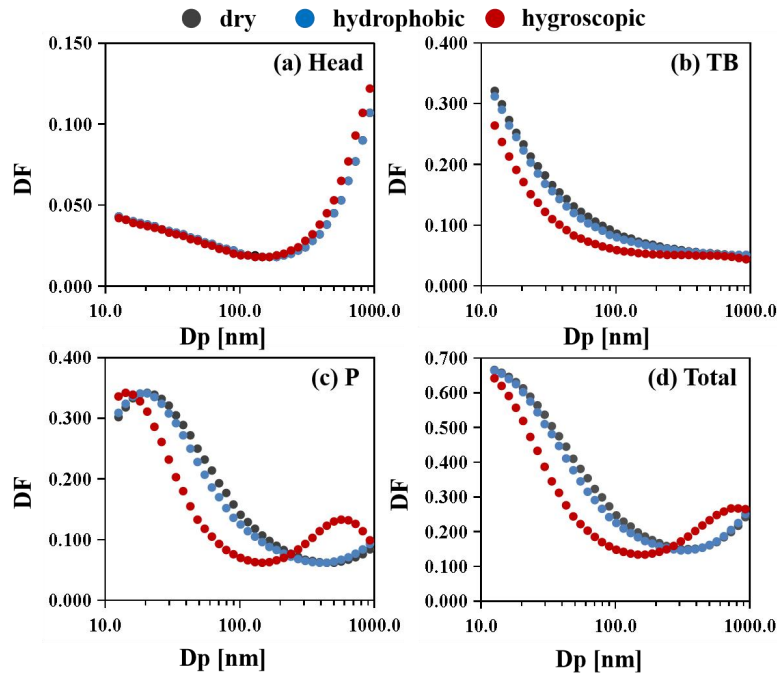 dry hydrophobic hygroscopic
(a) Head
0.150
0.100
0.050
0.000
DF
10.0 100.0 1000.0
Dp [nm]
(b) TB
0.400
0.300
0.200
0.100
0.000
DF
10.0 100.0 1000.0
Dp [nm]
(c) P
0.400
0.300
0.200
0.100
0.000
DF
10.0 100.0 1000.0
Dp [nm]
(d) Total
0.700
0.600
0.500
0.400
0.300
0.200
0.100
0.000
DF
10.0 100.0 1000.0
Dp [nm]